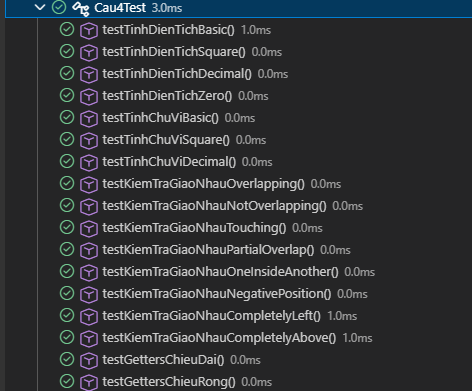 Cau4Test 3.0ms
testTinhDienTichBasic() 1.0ms
testTinhDienTichSquare() 0.0ms
testTinhDienTichDecimal() 0.0ms
testTinhDienTichZero() 0.0ms
testTinhChuViBasic() 0.0ms
testTinhChuViSquare() 0.0ms
testTinhChuViDecimal() 0.0ms
testKiemTraGiaoNhauOverlapping() 0.0ms
testKiemTraGiaoNhauNotOverlapping() 0.0ms
testKiemTraGiaoNhauTouching() 0.0ms
testKiemTraGiaoNhauPartialOverlap() 0.0ms
testKiemTraGiaoNhauOneInsideAnother() 0.0ms
testKiemTraGiaoNhauNegativePosition() 0.0ms
testKiemTraGiaoNhauCompletelyLeft() 1.0ms
testKiemTraGiaoNhauCompletelyAbove() 1.0ms
testGettersChieuDai() 0.0ms
testGettersChieuRong() 0.0ms